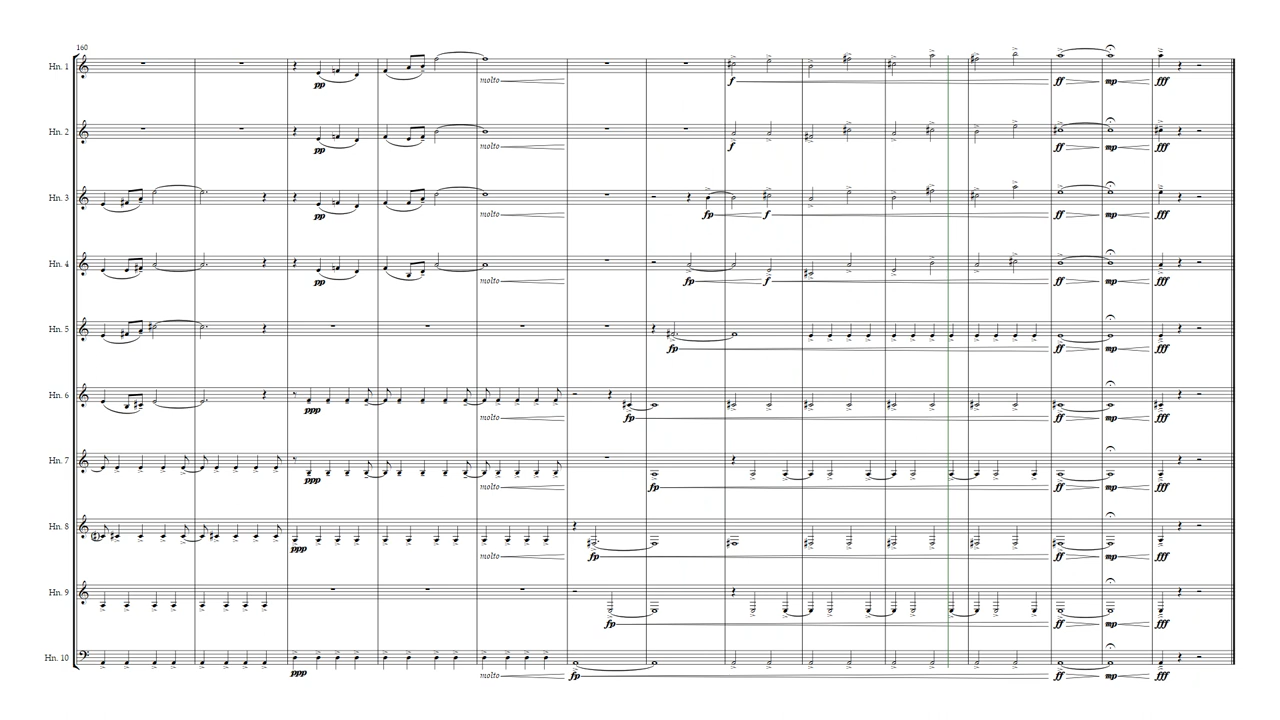 160
Hn. 1
pp
molto
f
ff
mp
fff
Hn. 2
pp
molto
f
ff
mp
fff
Hn. 3
pp
molto
fp
f
ff
mp
fff
Hn. 4
pp
molto
fp
f
ff
mp
fff
Hn. 5
fp
ff
mp
fff
Hn. 6
ppp
molto
fp
ff
mp
fff
Hn. 7
ppp
molto
fp
ff
mp
fff
Hn. 8
ppp
molto
fp
ff
mp
fff
Hn. 9
fp
ff
mp
fff
Hn. 10
ppp
molto
fp
ff
mp
fff